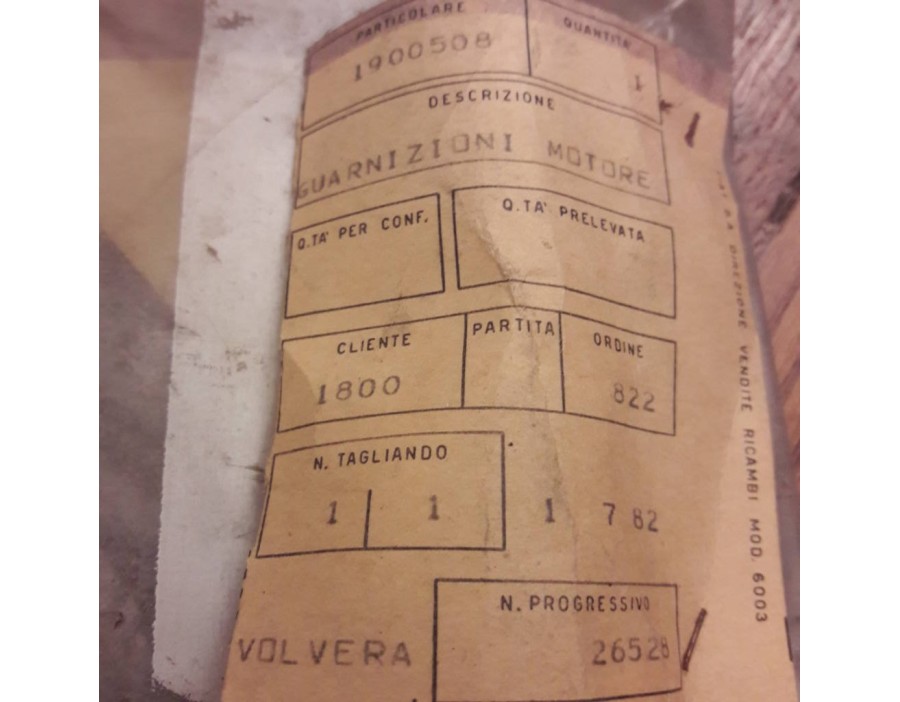 PARTICOLARE QUANTITA'
1900508 1
DESCRIZIONE
GUARNIZIONI MOTORE
Q.TA' PER CONF. Q.TA' PRELEVATA
CLIENTE PARTITA ORDINE
1800 822
N. TAGLIANDO
1 1 1 7 82
N. PROGRESSIVO
VOLVERA 26528
DIREZIONE VENDITE RICAMBI MOD. 6003